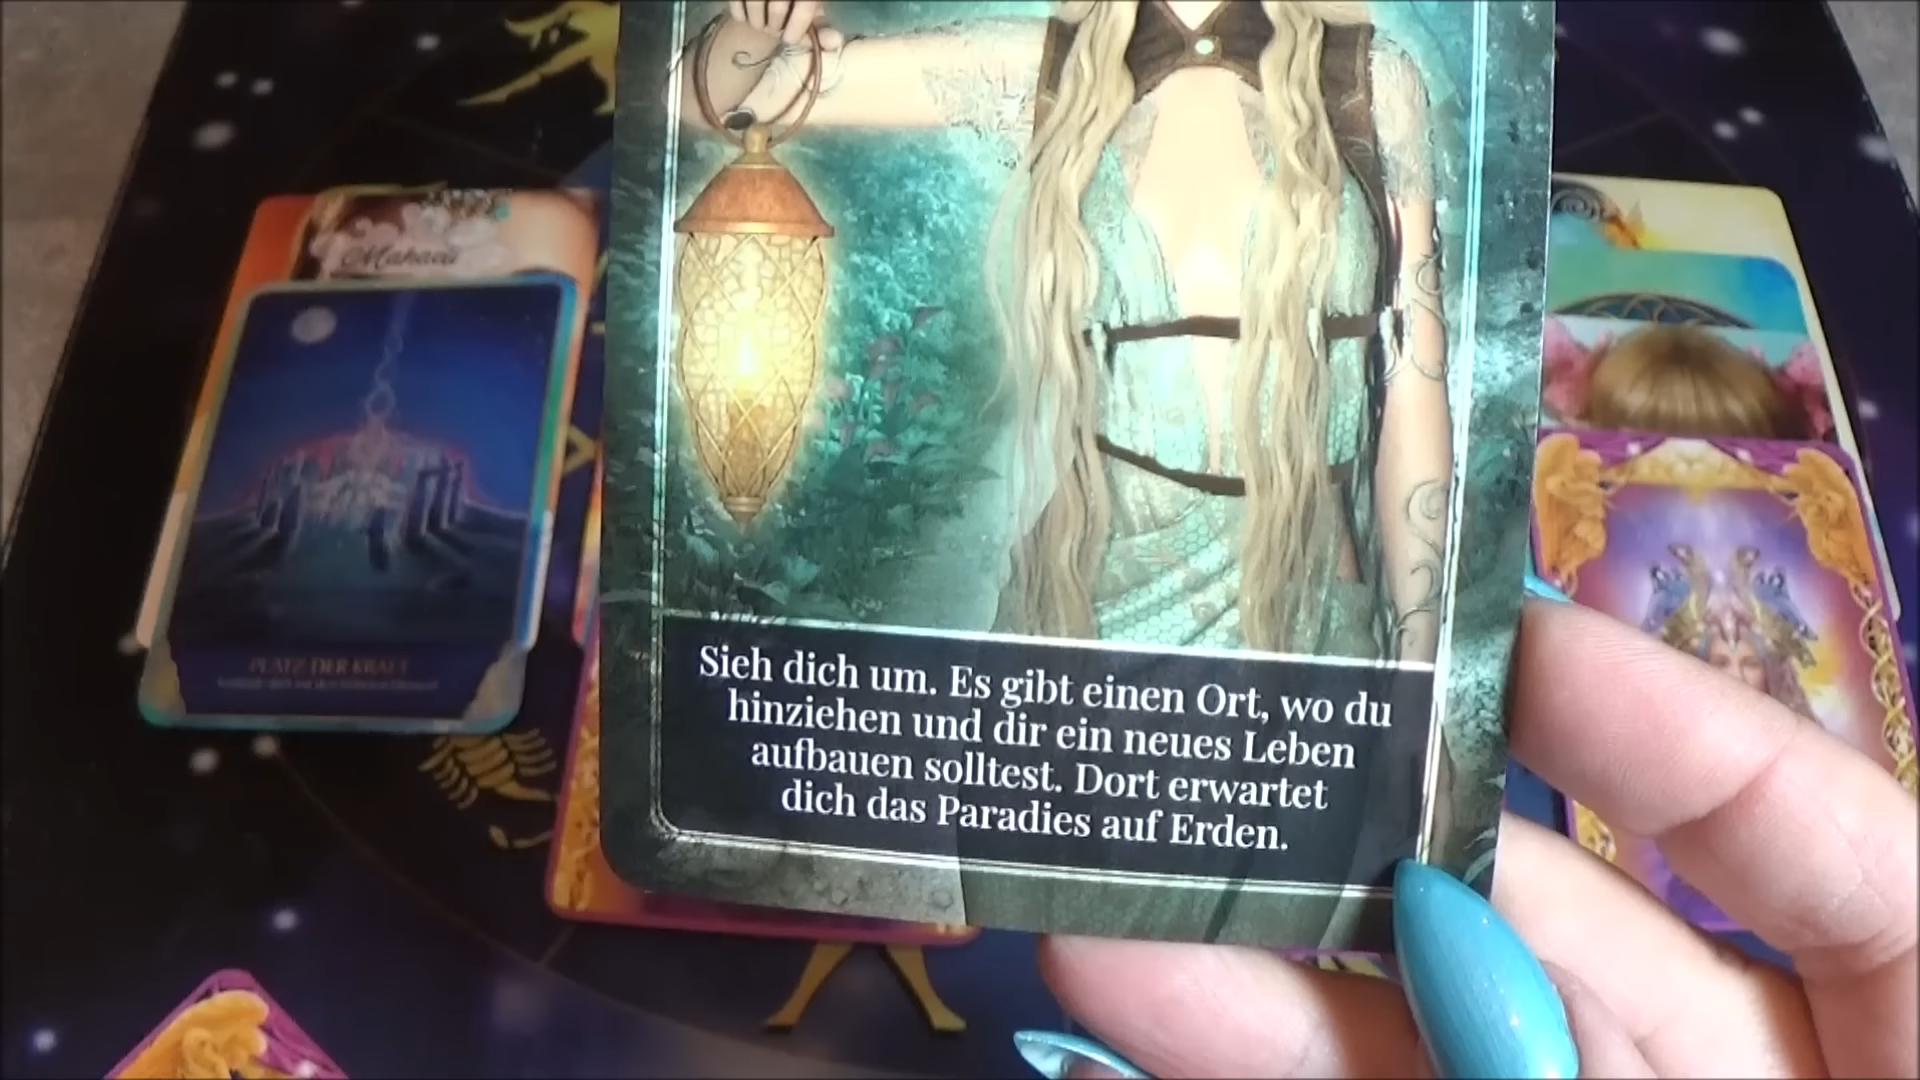 Sieh dich um. Es gibt einen Ort, wo du
hinziehen und dir ein neues Leben
aufbauen solltest. Dort erwartet
dich das Paradies auf Erden.
PLATZ DER KRAFT